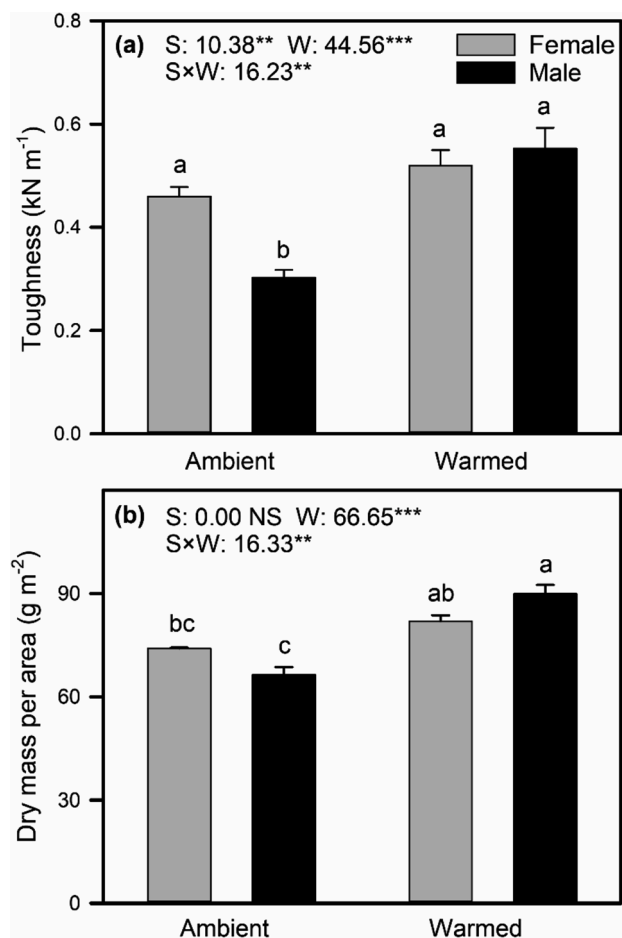 0.8
(a) S: 10.38** W: 44.56***
S×W: 16.23**
Female
Male
a
b
a
a
0.6
0.4
0.2
0.0
Toughness (kN m⁻¹)
Ambient Warmed
(b) S: 0.00 NS W: 66.65***
S×W: 16.33**
bc
c
ab
a
90
60
30
0
Dry mass per area (g m⁻²)
Ambient Warmed